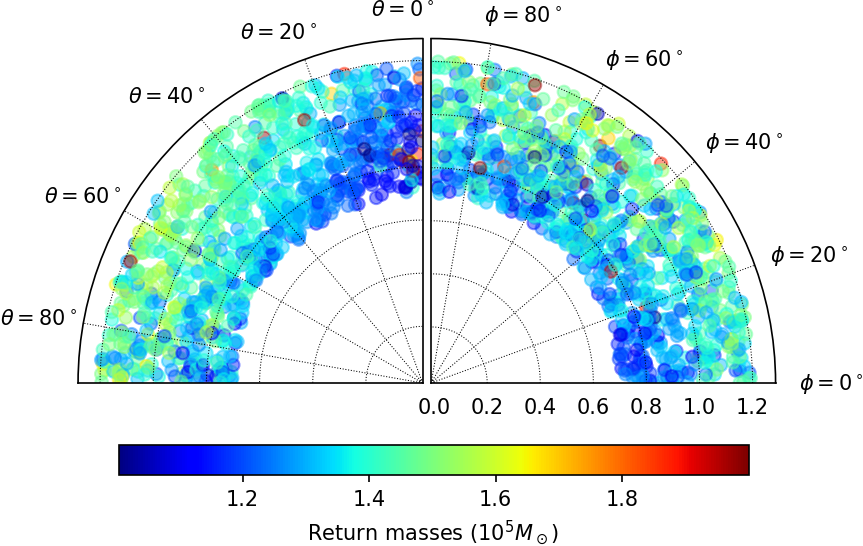 θ = 0°
ϕ = 80°
θ = 20°
ϕ = 60°
θ = 40°
ϕ = 40°
θ = 60°
ϕ = 20°
θ = 80°
ϕ = 0°
0.0 0.2 0.4 0.6 0.8 1.0 1.2
1.2 1.4 1.6 1.8
Return masses (10⁵M⊙)